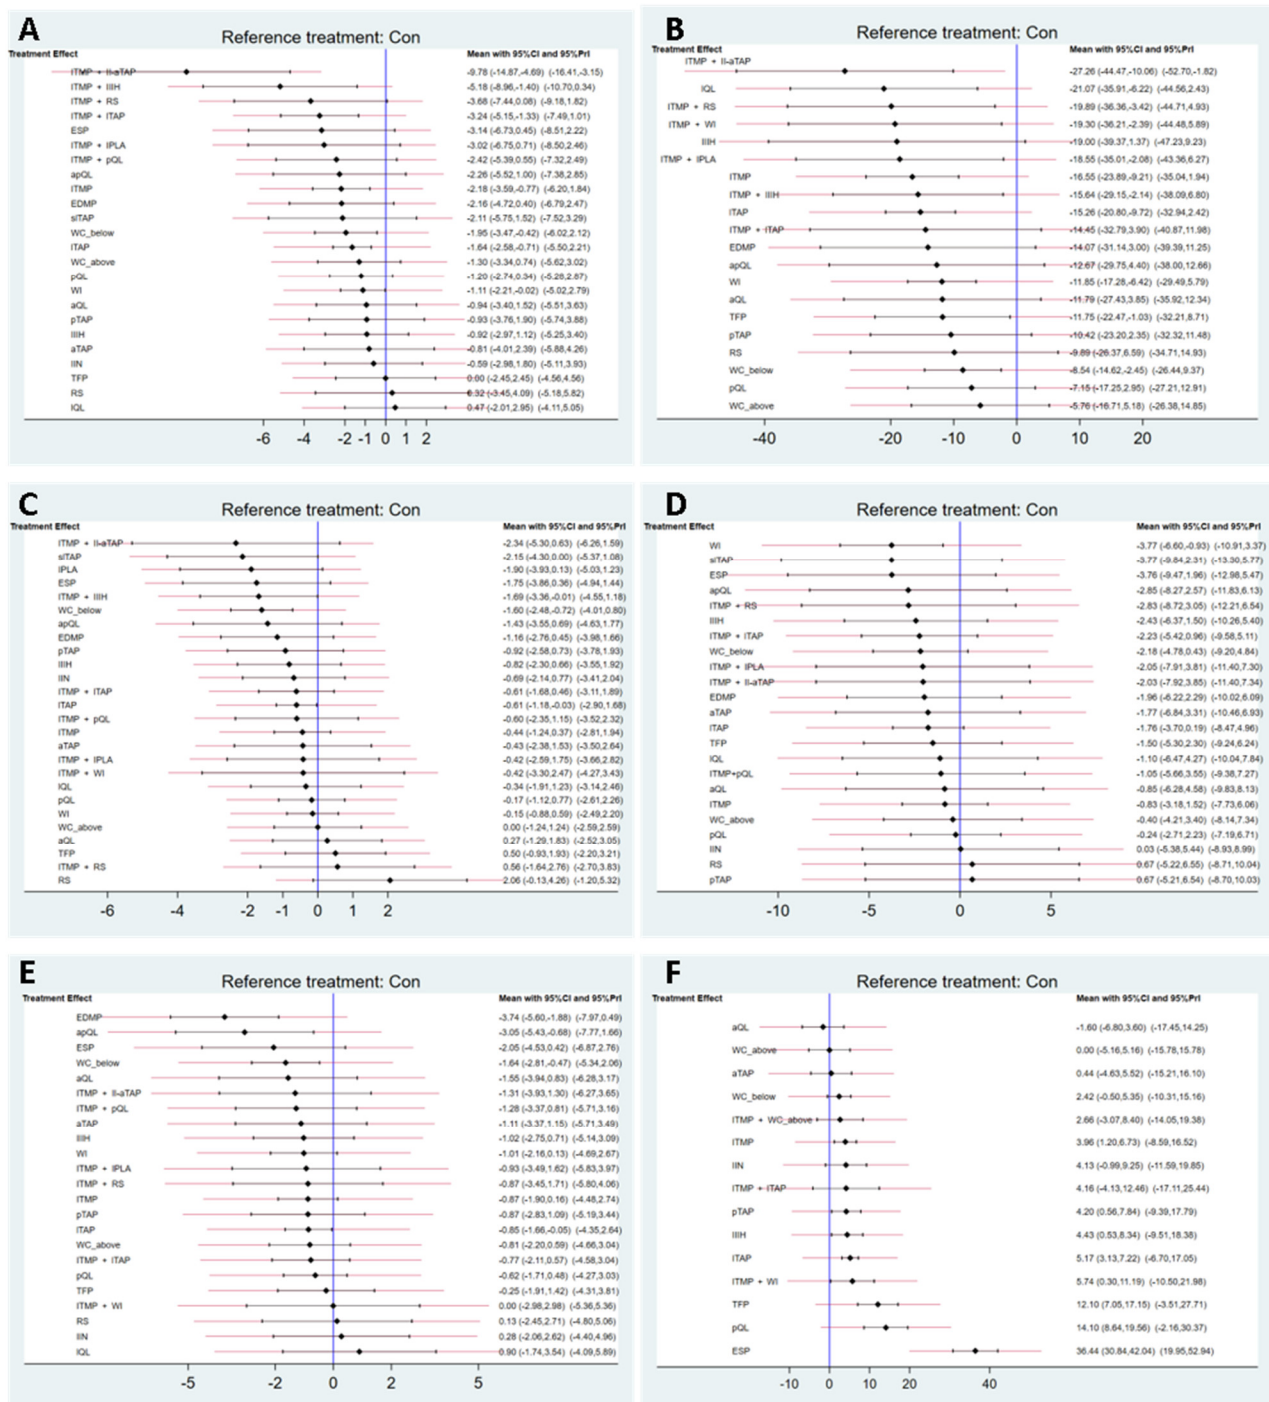 A
Reference treatment: Con
Treatment Effect Mean with 95%CI and 95%PrI
ITMP + II-aTAP -9.78 (-14.87,-4.69) (-16.41,-3.15)
ITMP + IIIH -5.18 (-8.96,-1.40) (-10.70,0.34)
ITMP + RS -3.68 (-7.44,0.08) (-9.18,1.82)
ITMP + ITAP -3.24 (-5.15,-1.33) (-7.49,1.01)
ESP -3.14 (-6.73,0.45) (-8.51,2.22)
ITMP + IPLA -3.02 (-6.75,0.71) (-8.50,2.46)
ITMP + pQL -2.42 (-5.39,0.55) (-7.32,2.49)
apQL -2.26 (-5.52,1.00) (-7.38,2.85)
ITMP -2.18 (-3.59,-0.77) (-6.20,1.84)
EDMP -2.16 (-4.72,0.40) (-6.79,2.47)
slTAP -2.11 (-5.75,1.52) (-7.52,3.29)
WC_below -1.95 (-3.47,-0.42) (-6.02,2.12)
ITAP -1.64 (-2.58,-0.71) (-5.50,2.21)
WC_above -1.30 (-3.34,0.74) (-5.62,3.02)
pQL -1.20 (-2.74,0.34) (-5.28,2.87)
WI -1.11 (-2.21,-0.02) (-5.02,2.79)
aQL -0.94 (-3.40,1.52) (-5.51,3.63)
pTAP -0.93 (-3.76,1.90) (-5.74,3.88)
IIIH -0.92 (-2.97,1.12) (-5.25,3.40)
aTAP -0.81 (-4.01,2.39) (-5.88,4.26)
IIN -0.59 (-2.98,1.80) (-5.11,3.93)
TFP 0.00 (-2.45,2.45) (-4.56,4.56)
RS 0.32 (-3.45,4.09) (-5.18,5.82)
IQL 0.47 (-2.01,2.95) (-4.11,5.05)
-6 -4 -2 -1 0 1 2
B
Reference treatment: Con
Treatment Effect Mean with 95%CI and 95%PrI
ITMP + II-aTAP -27.26 (-44.47,-10.06) (-52.70,-1.82)
IQL -21.07 (-35.91,-6.22) (-44.56,2.43)
ITMP + RS -19.89 (-36.36,-3.42) (-44.71,4.93)
ITMP + WI -19.30 (-36.21,-2.39) (-44.48,5.89)
IIIH -19.00 (-39.37,1.37) (-47.23,9.23)
ITMP + IPLA -18.55 (-35.01,-2.08) (-43.36,6.27)
ITMP -16.55 (-23.89,-9.21) (-35.04,1.94)
ITMP + IIIH -15.64 (-29.15,-2.14) (-38.09,6.80)
ITAP -15.26 (-20.80,-9.72) (-32.94,2.42)
ITMP + ITAP -14.45 (-32.79,3.90) (-40.87,11.98)
EDMP -14.07 (-31.14,3.00) (-39.39,11.25)
apQL -12.67 (-29.75,4.40) (-38.00,12.66)
WI -11.85 (-17.28,-6.42) (-29.49,5.79)
aQL -11.79 (-27.43,3.85) (-35.92,12.34)
TFP -11.75 (-22.47,-1.03) (-32.21,8.71)
pTAP -10.42 (-23.20,2.35) (-32.32,11.48)
RS -9.89 (-26.37,6.59) (-34.71,14.93)
WC_below -8.54 (-14.62,-2.45) (-26.44,9.37)
pQL -7.15 (-17.25,2.95) (-27.21,12.91)
WC_above -5.76 (-16.71,5.18) (-26.38,14.85)
-40 -20 -10 0 10 20
C
Reference treatment: Con
Treatment Effect Mean with 95%CI and 95%PrI
ITMP + II-aTAP -2.34 (-5.30,0.63) (-6.26,1.59)
slTAP -2.15 (-4.30,0.00) (-5.37,1.08)
IPLA -1.90 (-3.93,0.13) (-5.03,1.23)
ESP -1.75 (-3.86,0.36) (-4.94,1.44)
ITMP + IIIH -1.69 (-3.36,-0.01) (-4.55,1.18)
WC_below -1.60 (-2.48,-0.72) (-4.01,0.80)
apQL -1.43 (-3.55,0.69) (-4.63,1.77)
EDMP -1.16 (-2.76,0.45) (-3.98,1.66)
pTAP -0.92 (-2.58,0.73) (-3.78,1.93)
IIIH -0.82 (-2.30,0.66) (-3.55,1.92)
IIN -0.69 (-2.14,0.77) (-3.41,2.04)
ITMP + ITAP -0.61 (-1.68,0.46) (-3.11,1.89)
ITAP -0.61 (-1.18,-0.03) (-2.90,1.68)
ITMP + pQL -0.60 (-2.35,1.15) (-3.52,2.32)
ITMP -0.44 (-1.24,0.37) (-2.81,1.94)
aTAP -0.43 (-2.38,1.53) (-3.50,2.64)
ITMP + IPLA -0.42 (-2.59,1.75) (-3.66,2.82)
ITMP + WI -0.42 (-3.30,2.47) (-4.27,3.43)
IQL -0.34 (-1.91,1.23) (-3.14,2.46)
pQL -0.17 (-1.12,0.77) (-2.61,2.26)
WI -0.15 (-0.88,0.59) (-2.49,2.20)
WC_above 0.00 (-1.24,1.24) (-2.59,2.59)
aQL 0.27 (-1.29,1.83) (-2.52,3.05)
TFP 0.50 (-0.93,1.93) (-2.20,3.21)
ITMP + RS 0.56 (-1.64,2.76) (-2.70,3.83)
RS 2.06 (-0.13,4.26) (-1.20,5.32)
-6 -4 -2 -1 0 1 2
D
Reference treatment: Con
Treatment Effect Mean with 95%CI and 95%PrI
WI -3.77 (-6.60,-0.93) (-10.91,3.37)
slTAP -3.77 (-9.84,2.31) (-13.30,5.77)
ESP -3.76 (-9.47,1.96) (-12.98,5.47)
apQL -2.85 (-8.27,2.57) (-11.83,6.13)
ITMP + RS -2.83 (-8.72,3.05) (-12.21,6.54)
IIIH -2.43 (-6.37,1.50) (-10.26,5.40)
ITMP + ITAP -2.23 (-5.42,0.96) (-9.58,5.11)
WC_below -2.18 (-4.78,0.43) (-9.20,4.84)
ITMP + IPLA -2.05 (-7.91,3.81) (-11.40,7.30)
ITMP + II-aTAP -2.03 (-7.92,3.85) (-11.40,7.34)
EDMP -1.96 (-6.22,2.29) (-10.02,6.09)
aTAP -1.77 (-6.84,3.31) (-10.46,6.93)
ITAP -1.76 (-3.70,0.19) (-8.47,4.96)
TFP -1.50 (-5.30,2.30) (-9.24,6.24)
IQL -1.10 (-6.47,4.27) (-10.04,7.84)
ITMP+pQL -1.05 (-5.66,3.55) (-9.38,7.27)
aQL -0.85 (-6.28,4.58) (-9.83,8.13)
ITMP -0.83 (-3.18,1.52) (-7.73,6.06)
WC_above -0.40 (-4.21,3.40) (-8.14,7.34)
pQL -0.24 (-2.71,2.23) (-7.19,6.71)
IIN 0.03 (-5.38,5.44) (-8.93,8.99)
RS 0.67 (-5.22,6.55) (-8.71,10.04)
pTAP 0.67 (-5.21,6.54) (-8.70,10.03)
-10 -5 0 5
E
Reference treatment: Con
Treatment Effect Mean with 95%CI and 95%PrI
EDMP -3.74 (-5.60,-1.88) (-7.97,0.49)
apQL -3.05 (-5.43,-0.68) (-7.77,1.66)
ESP -2.05 (-4.53,0.42) (-6.87,2.76)
WC_below -1.64 (-2.81,-0.47) (-5.34,2.06)
aQL -1.55 (-3.94,0.83) (-6.28,3.17)
ITMP + II-aTAP -1.31 (-3.93,1.30) (-6.27,3.65)
ITMP + pQL -1.28 (-3.37,0.81) (-5.71,3.16)
aTAP -1.11 (-3.37,1.15) (-5.71,3.49)
IIIH -1.02 (-2.75,0.71) (-5.14,3.09)
WI -1.01 (-2.16,0.13) (-4.69,2.67)
ITMP + IPLA -0.93 (-3.49,1.62) (-5.83,3.97)
ITMP + RS -0.87 (-3.45,1.71) (-5.80,4.06)
ITMP -0.87 (-1.90,0.16) (-4.48,2.74)
pTAP -0.87 (-2.83,1.09) (-5.19,3.44)
ITAP -0.85 (-1.66,-0.05) (-4.35,2.64)
WC_above -0.81 (-2.20,0.59) (-4.66,3.04)
ITMP + ITAP -0.77 (-2.11,0.57) (-4.58,3.04)
pQL -0.62 (-1.71,0.48) (-4.27,3.03)
TFP -0.25 (-1.91,1.42) (-4.31,3.81)
ITMP + WI 0.00 (-2.98,2.98) (-5.36,5.36)
RS 0.13 (-2.45,2.71) (-4.80,5.06)
IIN 0.28 (-2.06,2.62) (-4.40,4.96)
IQL 0.90 (-1.74,3.54) (-4.09,5.89)
-5 -2 0 2 5
F
Reference treatment: Con
Treatment Effect Mean with 95%CI and 95%PrI
aQL -1.60 (-6.80,3.60) (-17.45,14.25)
WC_above 0.00 (-5.16,5.16) (-15.78,15.78)
aTAP 0.44 (-4.63,5.52) (-15.21,16.10)
WC_below 2.42 (-0.50,5.35) (-10.31,15.16)
ITMP + WC_above 2.66 (-3.07,8.40) (-14.05,19.38)
ITMP 3.96 (1.20,6.73) (-8.59,16.52)
IIN 4.13 (-0.99,9.25) (-11.59,19.85)
ITMP + ITAP 4.16 (-4.13,12.46) (-17.11,25.44)
pTAP 4.20 (0.56,7.84) (-9.39,17.79)
IIIH 4.43 (0.53,8.34) (-9.51,18.38)
ITAP 5.17 (3.13,7.22) (-6.70,17.05)
ITMP + WI 5.74 (0.30,11.19) (-10.50,21.98)
TFP 12.10 (7.05,17.15) (-3.51,27.71)
pQL 14.10 (8.64,19.56) (-2.16,30.37)
ESP 36.44 (30.84,42.04) (19.95,52.94)
-10 0 10 20 40